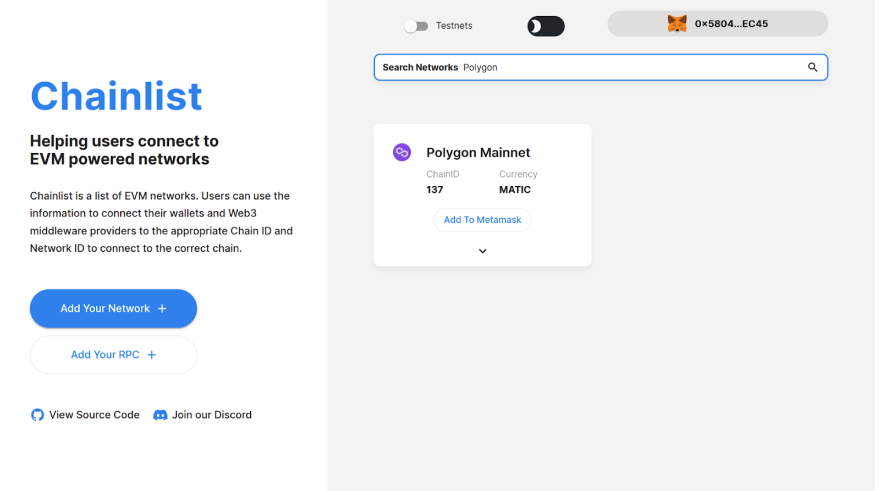 Chainlist
Helping users connect to
EVM powered networks
Chainlist is a list of EVM networks. Users can use the
information to connect their wallets and Web3
middleware providers to the appropriate Chain ID and
Network ID to connect to the correct chain.
Add Your Network +
Add Your RPC +
View Source Code Join our Discord
Testnets 0×5804...EC45
Search Networks Polygon
Polygon Mainnet
ChainID Currency
137 MATIC
Add To Metamask